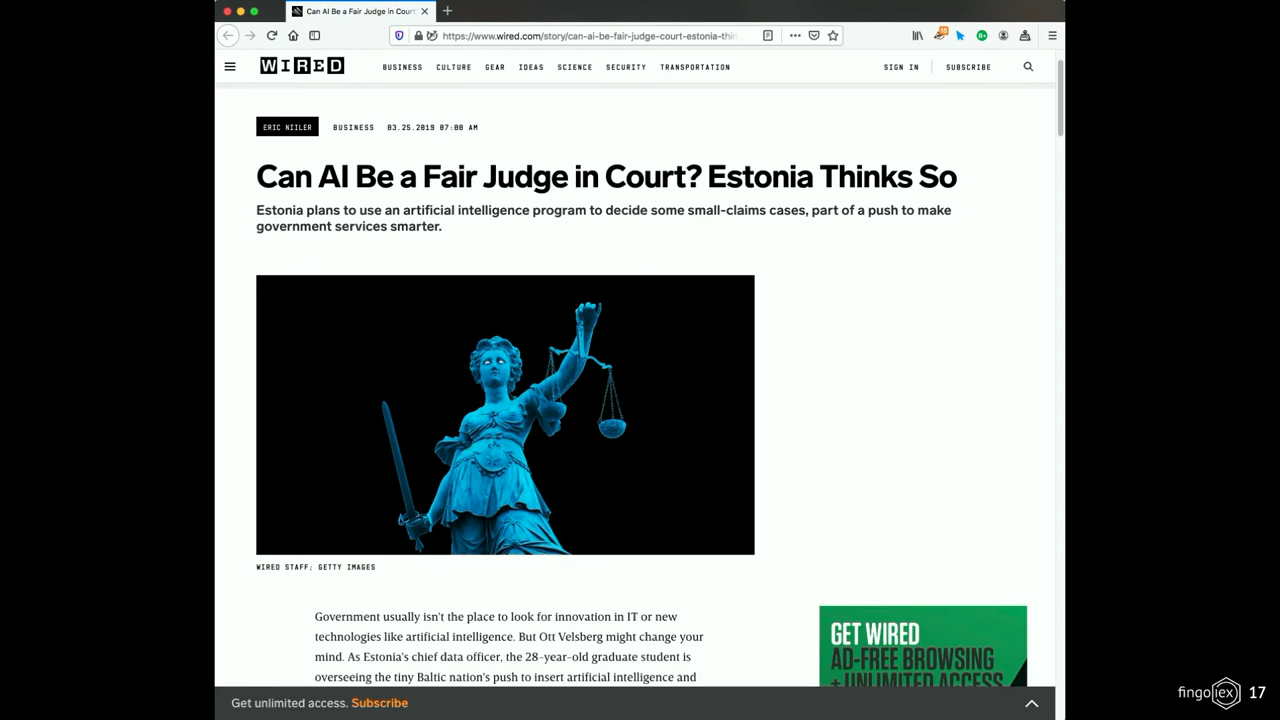 Can AI Be a Fair Judge in Court
https://www.wired.com/story/can-ai-be-fair-judge-court-estonia-thin
WIRED
BUSINESS CULTURE GEAR IDEAS SCIENCE SECURITY TRANSPORTATION
SIGN IN SUBSCRIBE
ERIC NIILER BUSINESS 03.25.2019 07:00 AM
Can AI Be a Fair Judge in Court? Estonia Thinks So
Estonia plans to use an artificial intelligence program to decide some small-claims cases, part of a push to make
government services smarter.
WIRED STAFF; GETTY IMAGES
Government usually isn't the place to look for innovation in IT or new
technologies like artificial intelligence. But Ott Velsberg might change your
mind. As Estonia's chief data officer, the 28-year-old graduate student is
overseeing the tiny Baltic nation's push to insert artificial intelligence and
GET WIRED
AD-FREE BROWSING
+ UNLIMITED ACCESS
Get unlimited access. Subscribe
fingolex 17